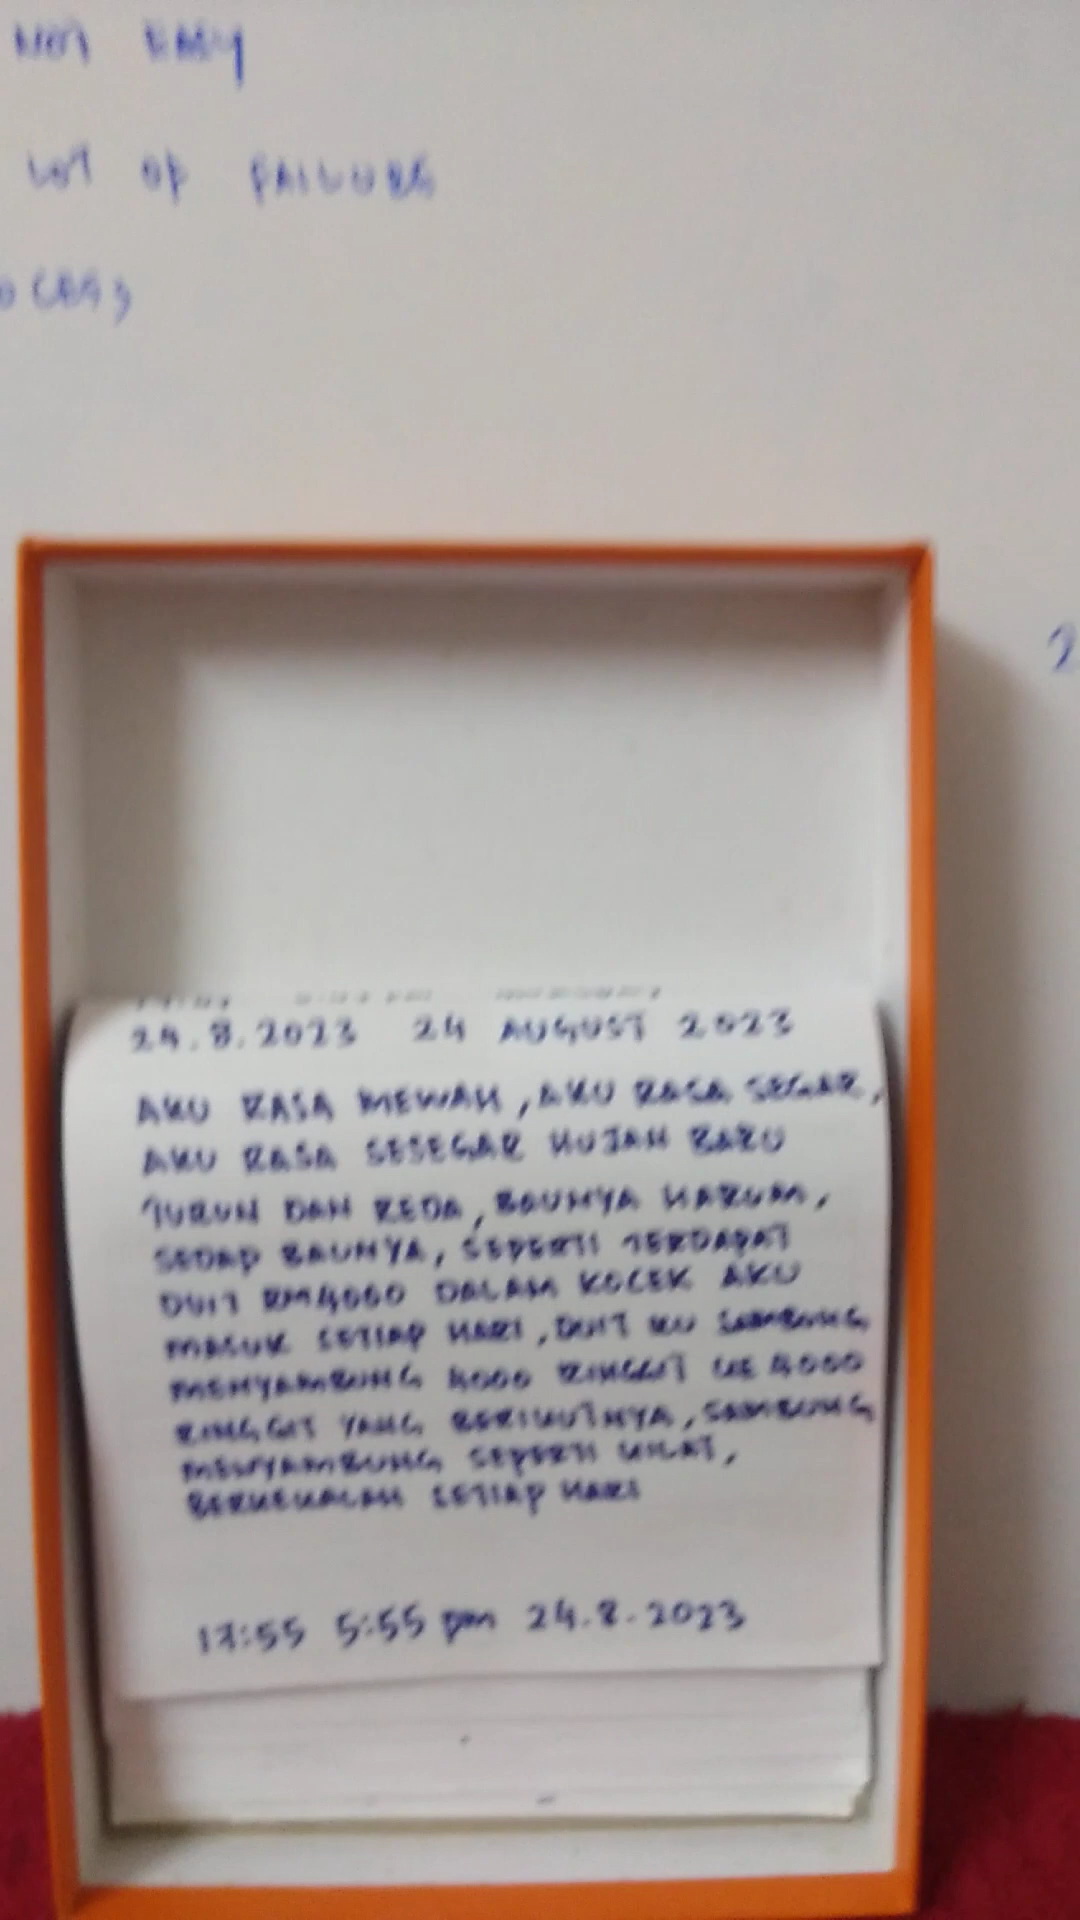 NOT EASY
LOT OF FAILURE
24.8.2023 24 AUGUST 2023
AKU RASA MEWAH, AKU RASA SEGAR,
AKU RASA SESEGAR HUJAN BARU
TURUN DAN REDA, BAUNYA HARUM,
SEDAP BAUNYA, SEPERTI TERDAPAT
DUIT RM4000 DALAM KOCEK AKU
MASUK SETIAP HARI, DUIT KU SAMBUNG
MENYAMBUNG 4000 RINGGIT KE 4000
RINGGIT YANG BERIKUTNYA, SAMBUNG
MENYAMBUNG SEPERTI KILAT,
BERKEKALAN SETIAP HARI
17:55 5:55 pm 24.8.2023